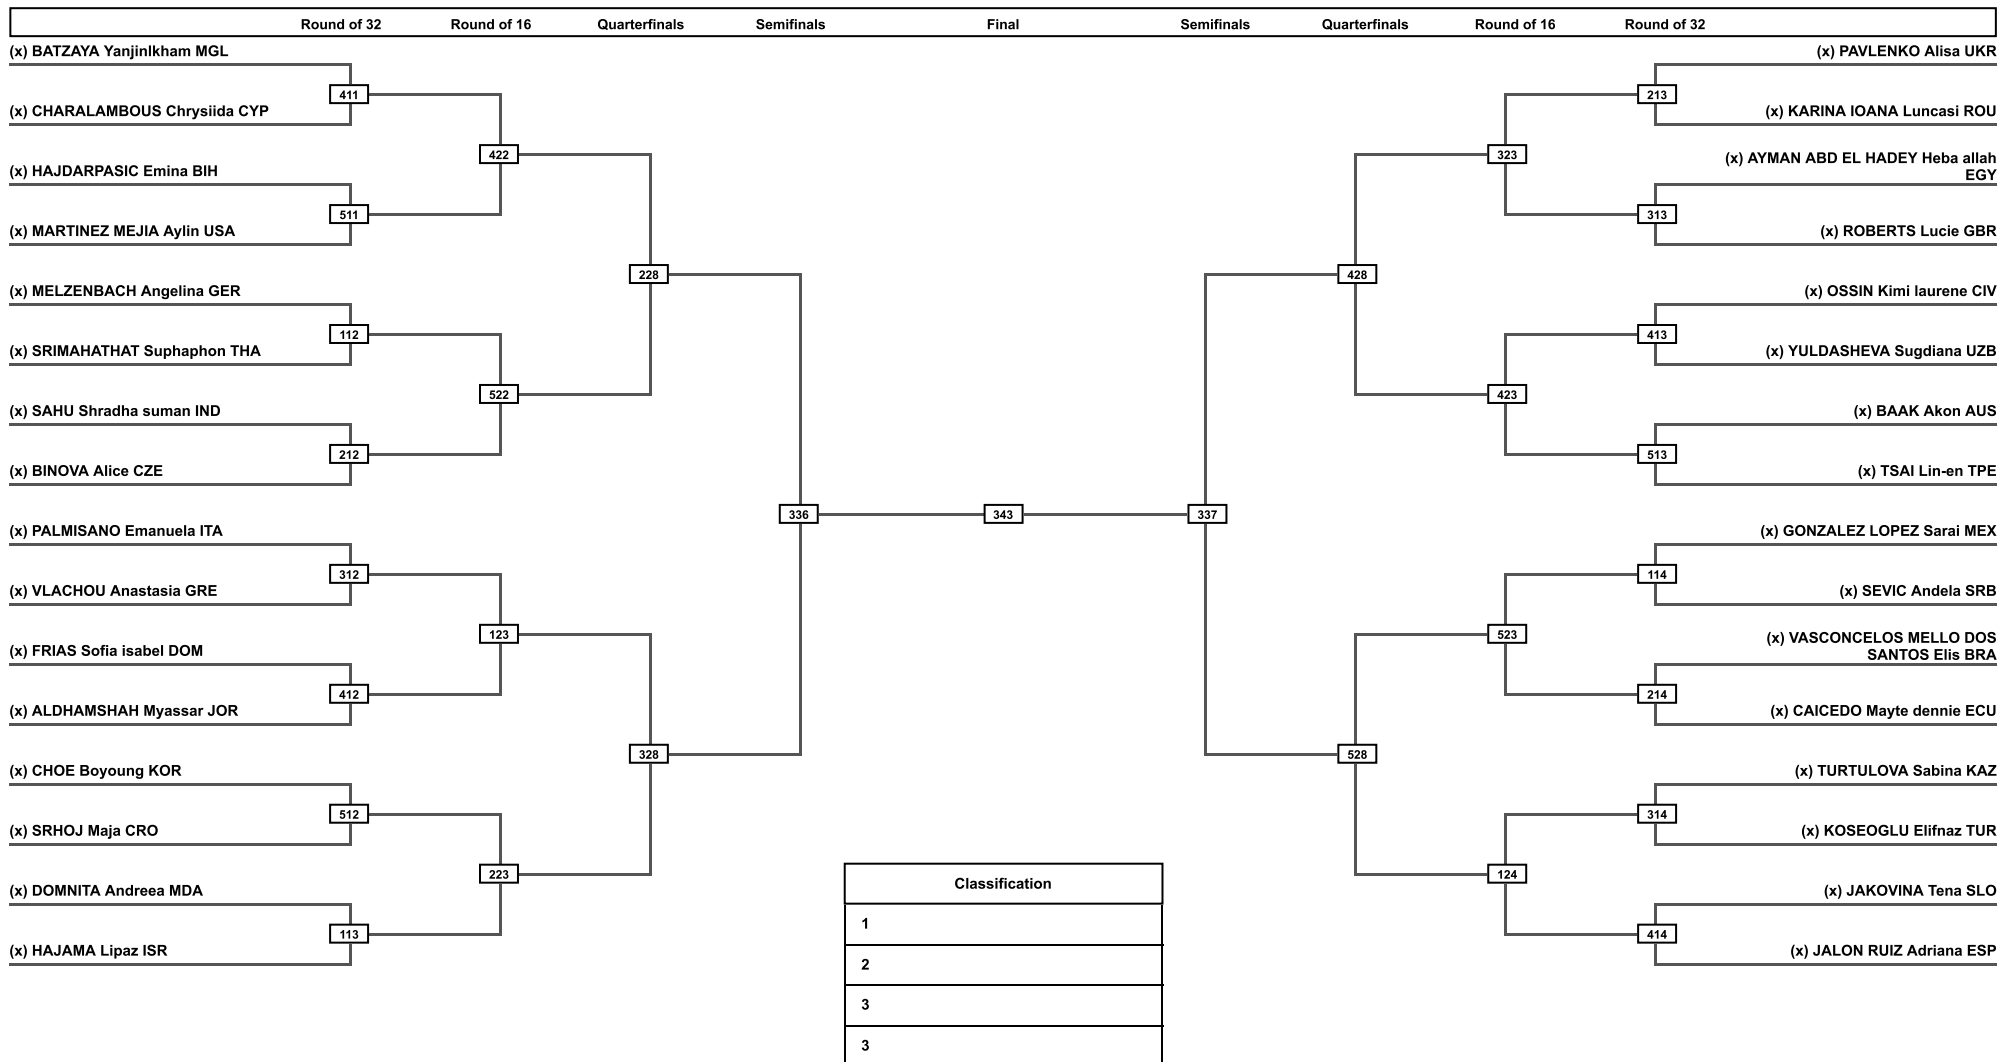 Round of 32 Round of 16 Quarterfinals Semifinals Final Semifinals Quarterfinals Round of 16 Round of 32
(x) BATZAYA Yanjinlkham MGL
411
(x) CHARALAMBOUS Chrysiida CYP
422
(x) HAJDARPASIC Emina BIH
511
(x) MARTINEZ MEJIA Aylin USA
228
(x) MELZENBACH Angelina GER
112
(x) SRIMAHATHAT Suphaphon THA
522
(x) SAHU Shradha suman IND
212
(x) BINOVA Alice CZE
336
(x) PALMISANO Emanuela ITA
312
(x) VLACHOU Anastasia GRE
123
(x) FRIAS Sofia isabel DOM
412
(x) ALDHAMSHAH Myassar JOR
328
(x) CHOE Boyoung KOR
512
(x) SRHOJ Maja CRO
223
(x) DOMNITA Andreea MDA
113
(x) HAJAMA Lipaz ISR
343
(x) PAVLENKO Alisa UKR
213
(x) KARINA IOANA Luncasi ROU
323
(x) AYMAN ABD EL HADEY Heba allah
EGY
313
(x) ROBERTS Lucie GBR
428
(x) OSSIN Kimi laurene CIV
413
(x) YULDASHEVA Sugdiana UZB
423
(x) BAAK Akon AUS
513
(x) TSAI Lin-en TPE
337
(x) GONZALEZ LOPEZ Sarai MEX
114
(x) SEVIC Andela SRB
523
(x) VASCONCELOS MELLO DOS
SANTOS Elis BRA
214
(x) CAICEDO Mayte dennie ECU
528
(x) TURTULOVA Sabina KAZ
314
(x) KOSEOGLU Elifnaz TUR
124
(x) JAKOVINA Tena SLO
414
(x) JALON RUIZ Adriana ESP
Classification
1
2
3
3